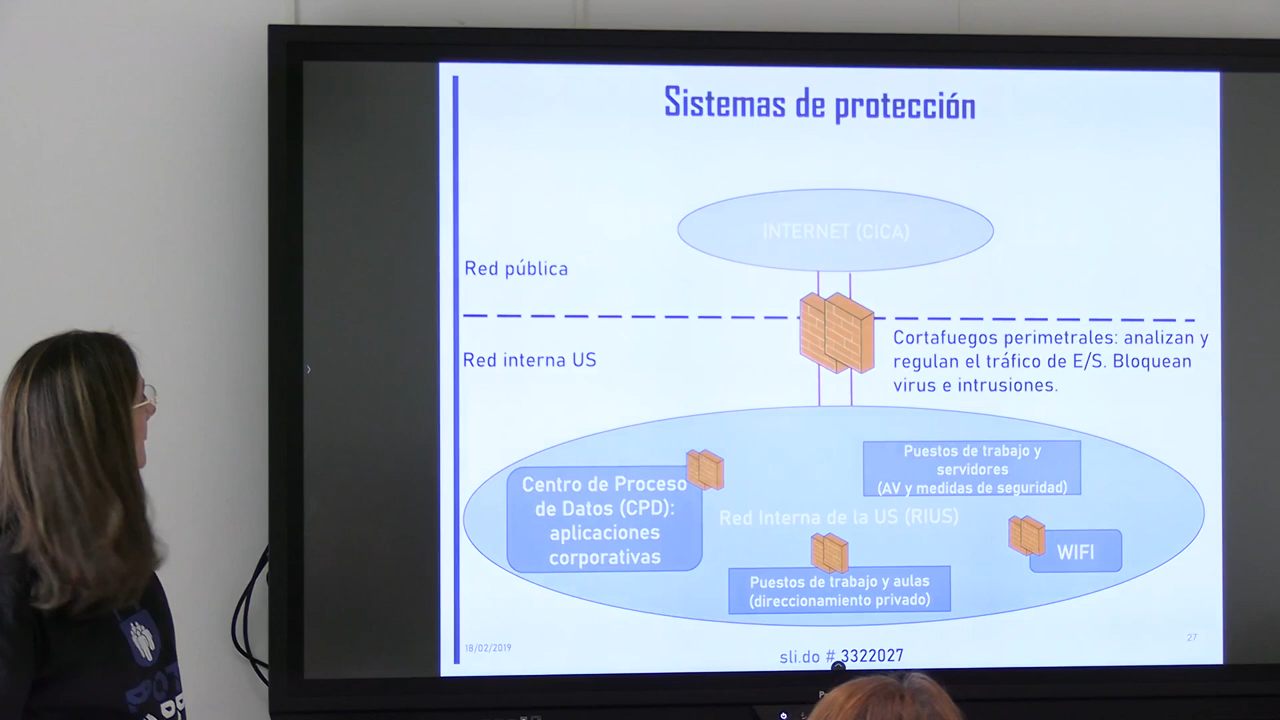 Sistemas de protección
INTERNET (CICA)
Red pública
Red interna US
Cortafuegos perimetrales: analizan y
regulan el tráfico de E/S. Bloquean
virus e intrusiones.
Centro de Proceso
de Datos (CPD):
aplicaciones
corporativas
Puestos de trabajo y
servidores
(AV y medidas de seguridad)
Red Interna de la US (RIUS)
WIFI
Puestos de trabajo y aulas
(direccionamiento privado)
18/02/2019
27
sli.do # 3322027